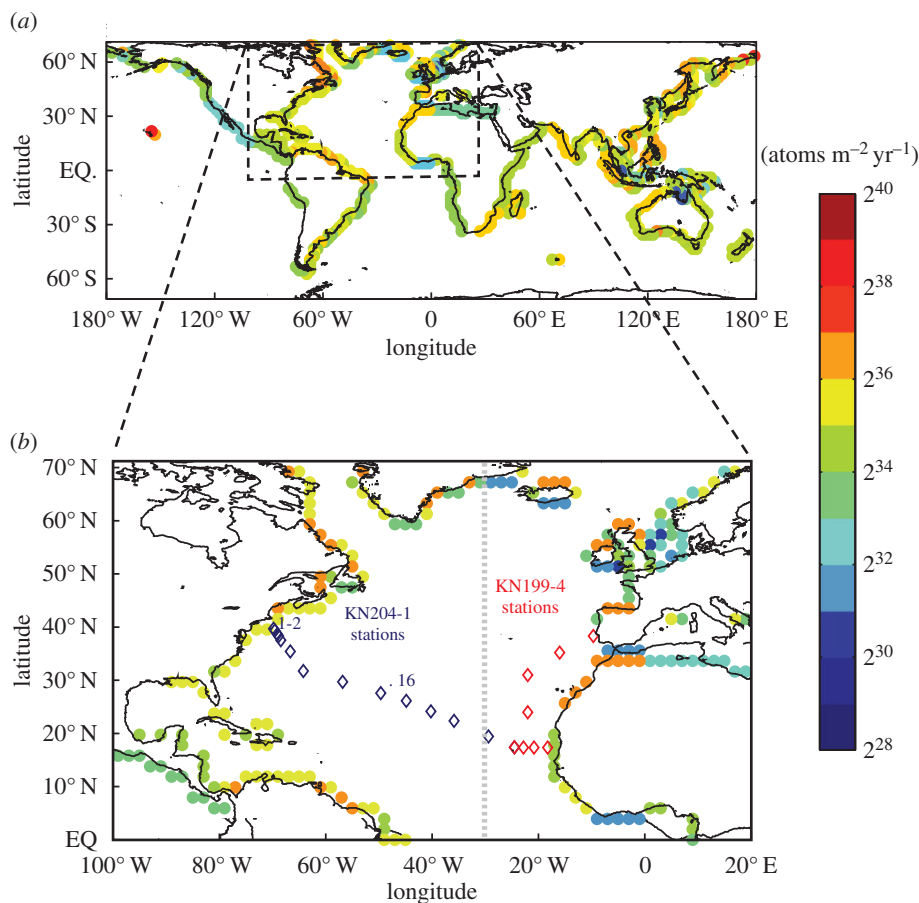 (a)
60° N
30° N
EQ.
30° S
60° S
latitude
180° W
120° W
60° W
0
60° E
120° E
180° E
longitude
(atoms m⁻² yr⁻¹)
2⁴⁰
2³⁸
2³⁶
2³⁴
2³²
2³⁰
2²⁸
(b)
70° N
60° N
50° N
40° N
30° N
20° N
10° N
EQ
latitude
KN204-1
stations
KN199-4
stations
1-2
. 16
100° W
80° W
60° W
40° W
20° W
0
20° E
longitude